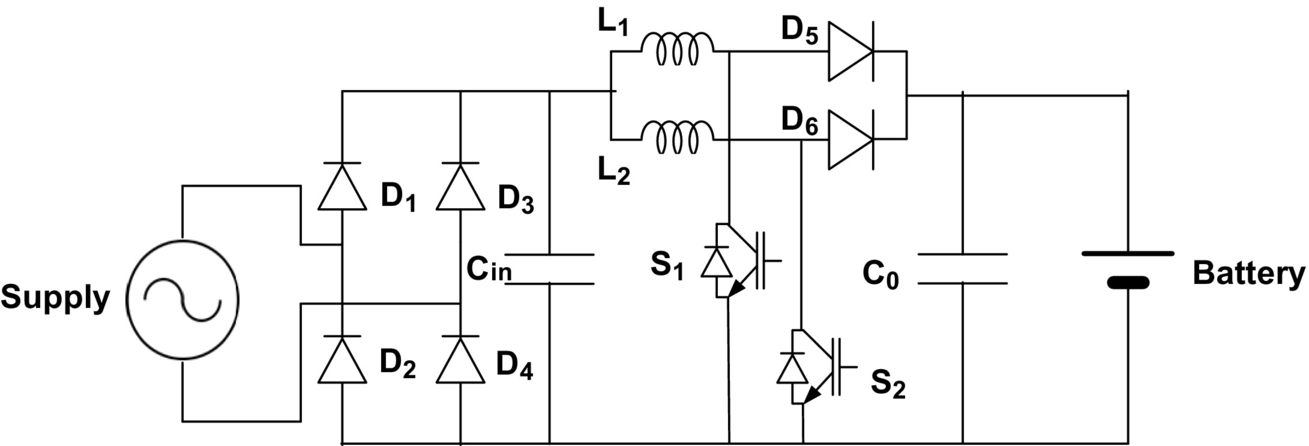 L1
D5
D6
L2
D1
D3
Cin
S1
C0
Battery
Supply
D2
D4
S2